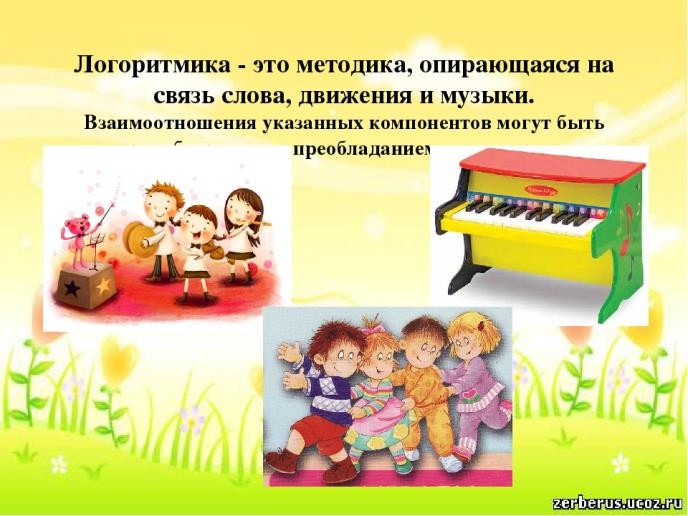 Логоритмика - это методика, опирающаяся на
связь слова, движения и музыки.
Взаимоотношения указанных компонентов могут быть
преобладанием
zerberus.ucoz.ru